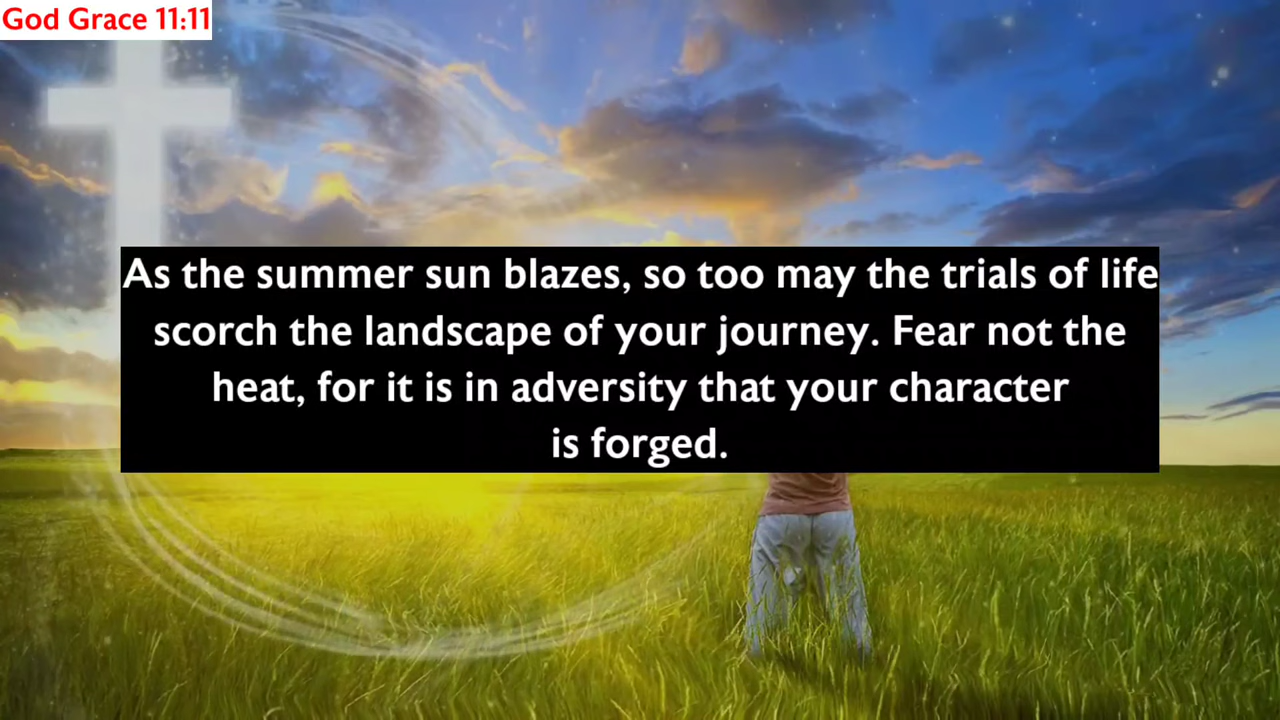 God Grace 11:11
As the summer sun blazes, so too may the trials of life
scorch the landscape of your journey. Fear not the
heat, for it is in adversity that your character
is forged.